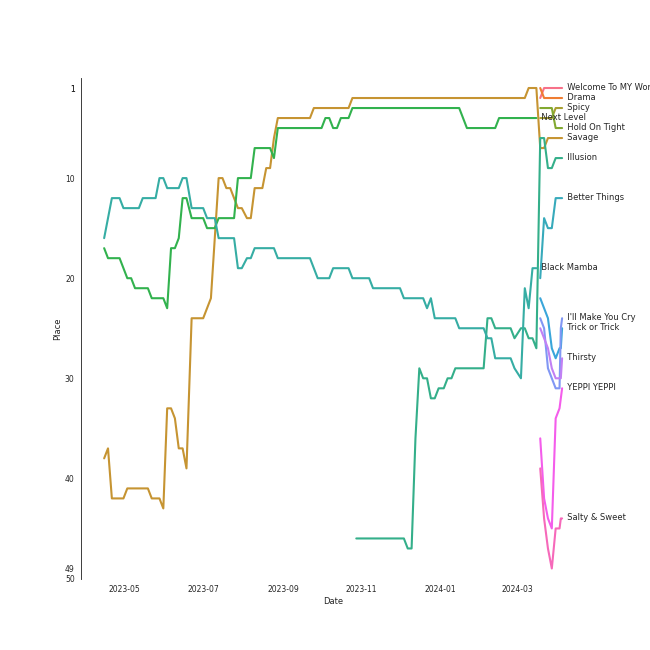 1
10
20
30
40
49
50
Place
2023-05
2023-07
2023-09
2023-11
2024-01
2024-03
Date
Welcome To MY Wor
Drama
Spicy
Next Level
Hold On Tight
Savage
Illusion
Better Things
Black Mamba
I'll Make You Cry
Trick or Trick
Thirsty
YEPPI YEPPI
Salty & Sweet